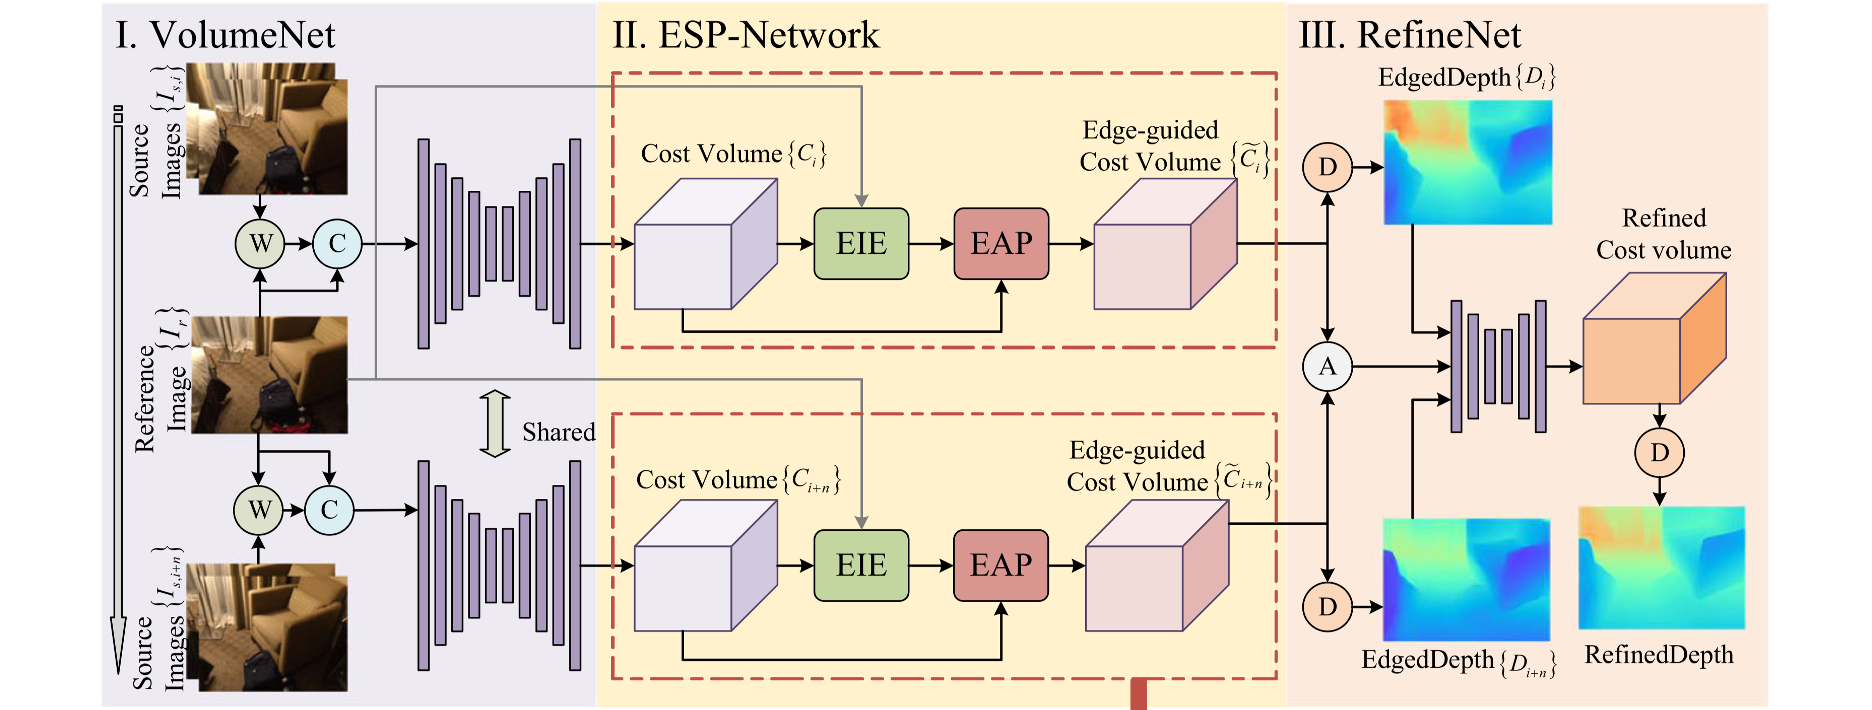 I. VolumeNet
II. ESP-Network
III. RefineNet
Source
Images {I_{s,i}}
W
C
Reference
Image {I_r}
Shared
W
C
Source
Images {I_{s,i+n}}
Cost Volume {C_i}
EIE
EAP
Edge-guided
Cost Volume {C̃_i}
Cost Volume {C_{i+n}}
EIE
EAP
Edge-guided
Cost Volume {C̃_{i+n}}
EdgedDepth {D_i}
D
A
D
EdgedDepth {D_{i+n}}
Refined
Cost volume
D
RefinedDepth